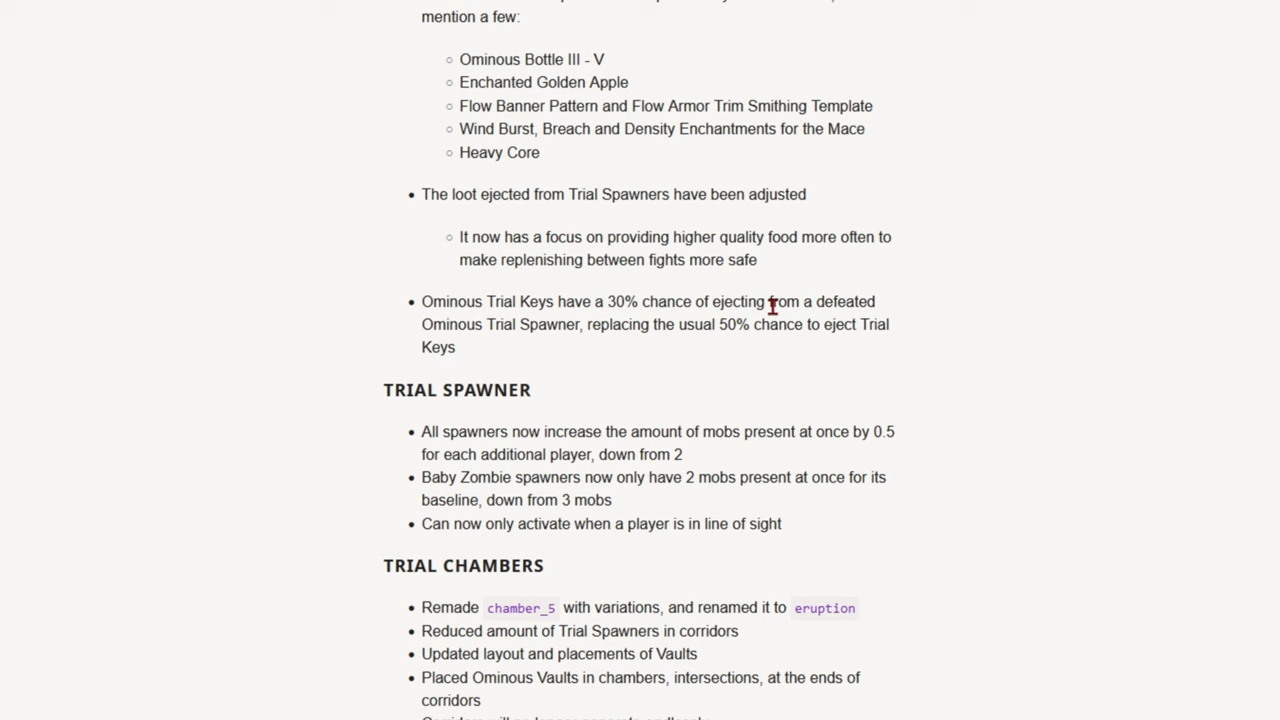 mention a few:
Ominous Bottle III - V
Enchanted Golden Apple
Flow Banner Pattern and Flow Armor Trim Smithing Template
Wind Burst, Breach and Density Enchantments for the Mace
Heavy Core
The loot ejected from Trial Spawners have been adjusted
It now has a focus on providing higher quality food more often to
make replenishing between fights more safe
Ominous Trial Keys have a 30% chance of ejecting from a defeated
Ominous Trial Spawner, replacing the usual 50% chance to eject Trial
Keys
TRIAL SPAWNER
All spawners now increase the amount of mobs present at once by 0.5
for each additional player, down from 2
Baby Zombie spawners now only have 2 mobs present at once for its
baseline, down from 3 mobs
Can now only activate when a player is in line of sight
TRIAL CHAMBERS
Remade chamber_5 with variations, and renamed it to eruption
Reduced amount of Trial Spawners in corridors
Updated layout and placements of Vaults
Placed Ominous Vaults in chambers, intersections, at the ends of
corridors